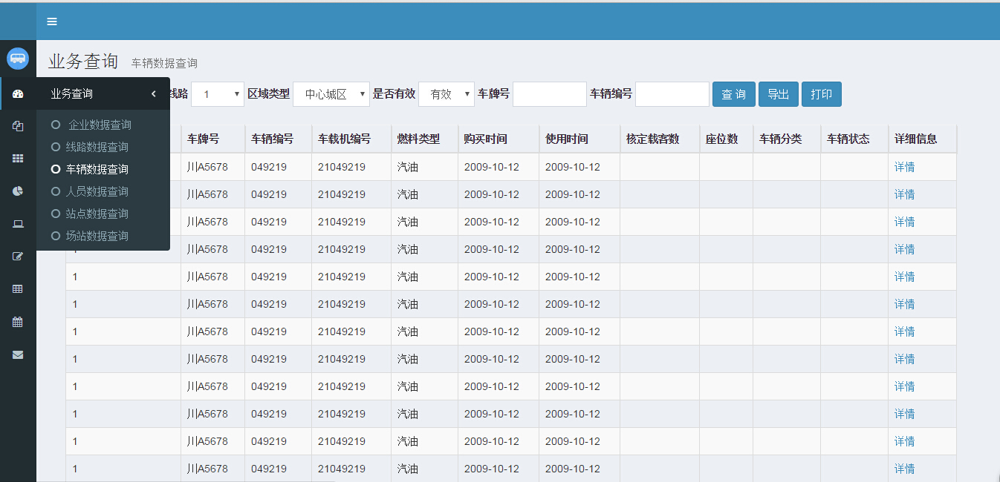 业务查询 车辆数据查询
业务查询 线路 1 区域类型 中心城区 是否有效 有效 车牌号 车辆编号 查 询 导出 打印
企业数据查询
线路数据查询
车辆数据查询
人员数据查询
站点数据查询
场站数据查询
车牌号 车辆编号 车载机编号 燃料类型 购买时间 使用时间 核定载客数 座位数 车辆分类 车辆状态 详细信息
川A5678 049219 21049219 汽油 2009-10-12 2009-10-12 详情
川A5678 049219 21049219 汽油 2009-10-12 2009-10-12 详情
川A5678 049219 21049219 汽油 2009-10-12 2009-10-12 详情
川A5678 049219 21049219 汽油 2009-10-12 2009-10-12 详情
1 川A5678 049219 21049219 汽油 2009-10-12 2009-10-12 详情
1 川A5678 049219 21049219 汽油 2009-10-12 2009-10-12 详情
1 川A5678 049219 21049219 汽油 2009-10-12 2009-10-12 详情
1 川A5678 049219 21049219 汽油 2009-10-12 2009-10-12 详情
1 川A5678 049219 21049219 汽油 2009-10-12 2009-10-12 详情
1 川A5678 049219 21049219 汽油 2009-10-12 2009-10-12 详情
1 川A5678 049219 21049219 汽油 2009-10-12 2009-10-12 详情
1 川A5678 049219 21049219 汽油 2009-10-12 2009-10-12 详情